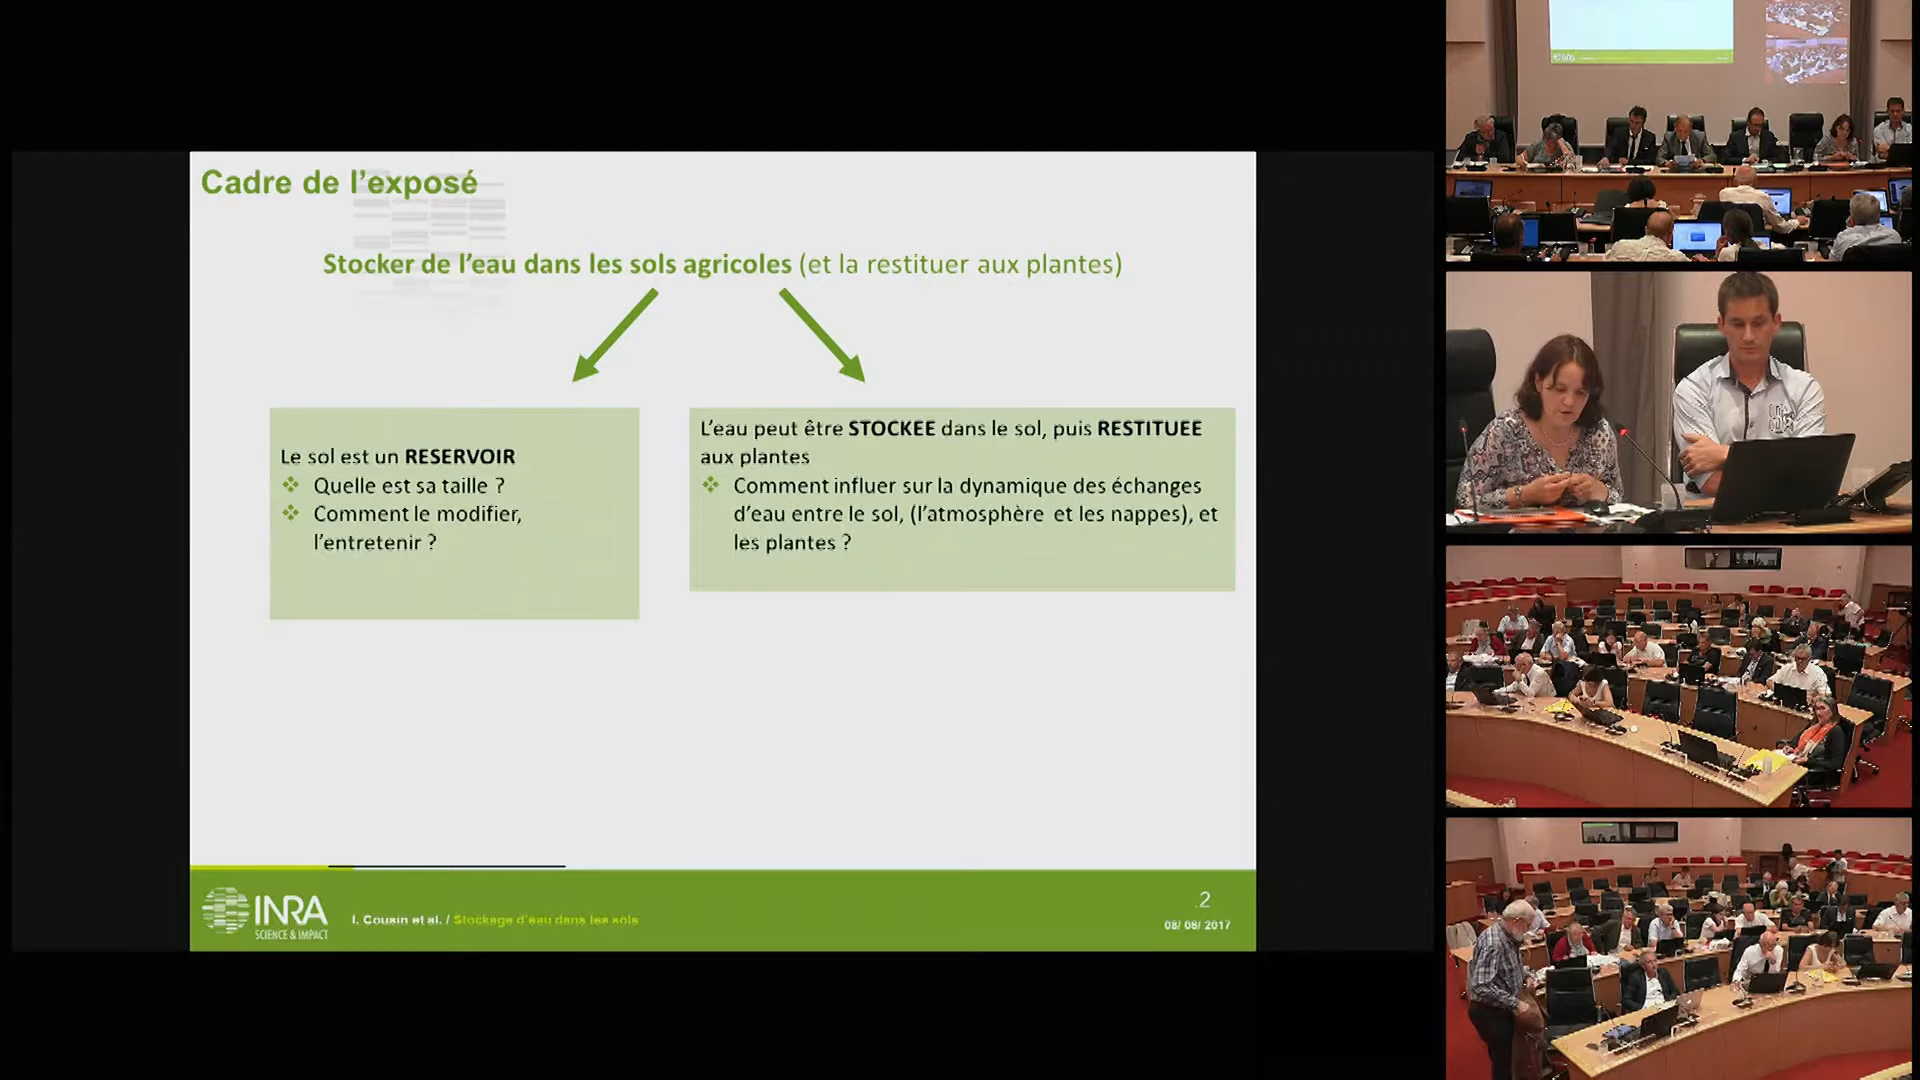 Cadre de l'exposé
Stocker de l'eau dans les sols agricoles (et la restituer aux plantes)
Le sol est un RESERVOIR
Quelle est sa taille ?
Comment le modifier,
l'entretenir ?
L'eau peut être STOCKEE dans le sol, puis RESTITUEE
aux plantes
Comment influer sur la dynamique des échanges
d'eau entre le sol, (l'atmosphère et les nappes), et
les plantes ?
INRA
SCIENCE & IMPACT
I. Cousin et al. / Stockage d'eau dans les sols
.2
08/ 08/ 2017